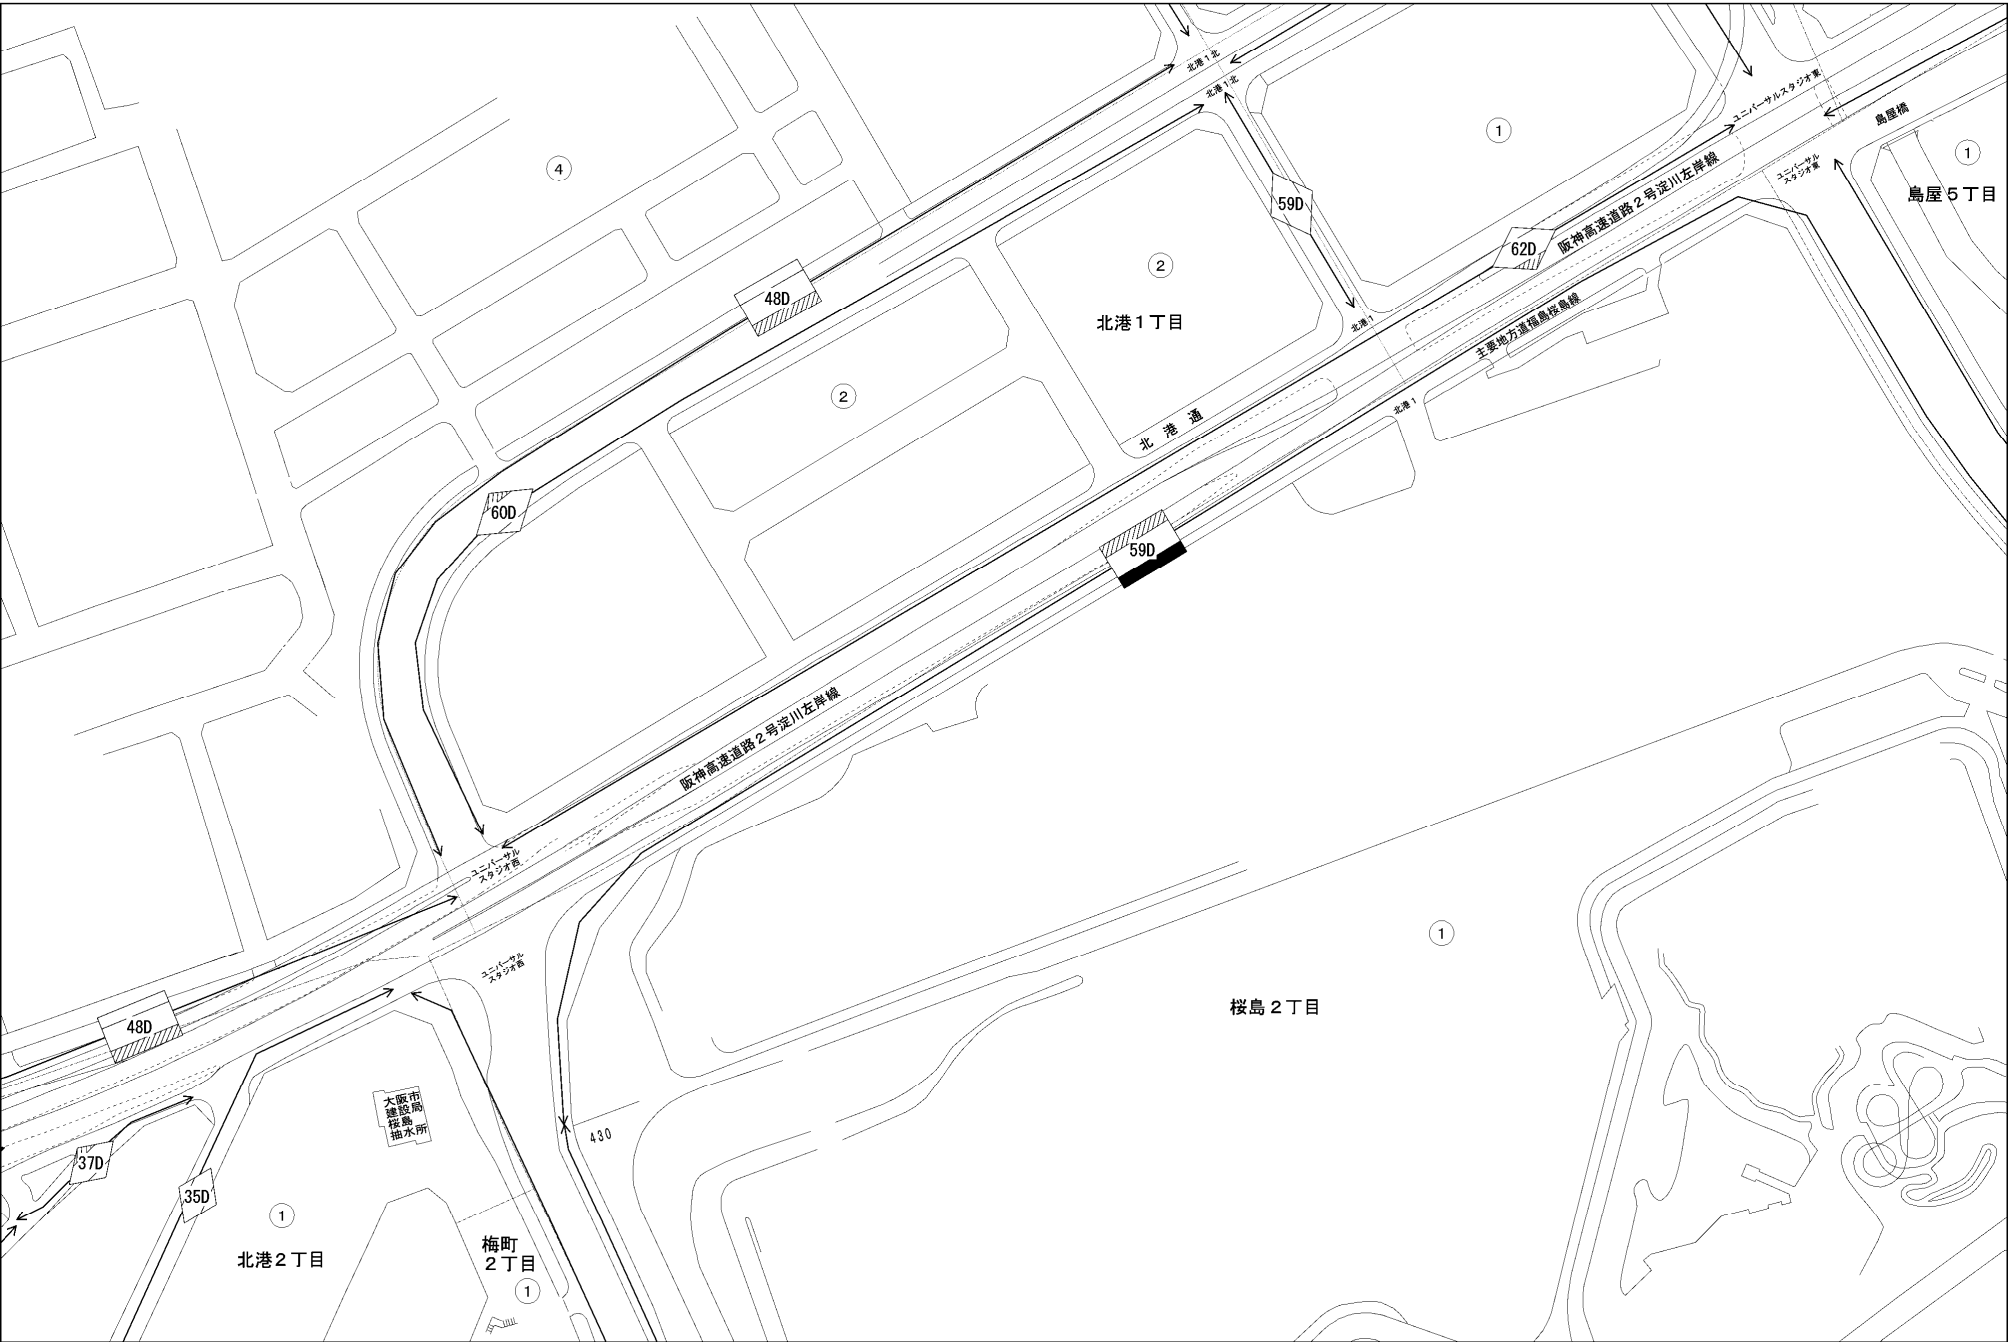 北港1北
北港1北
ユニバーサルスタジオ東
島屋橋
①
①
島屋5丁目
ユニバーサル
スタジオ東
阪神高速道路2号淀川左岸線
④
59D
62D
②
48D
北港1丁目
北港1
主要地方道福島桜島線
②
北港1
北港通
60D
59D
阪神高速道路2号淀川左岸線
ユニバーサル
スタジオ西
①
ユニバーサル
スタジオ西
桜島2丁目
48D
大阪市
建設局
桜島
抽水所
430
37D
35D
①
北港2丁目
梅町
2丁目
①